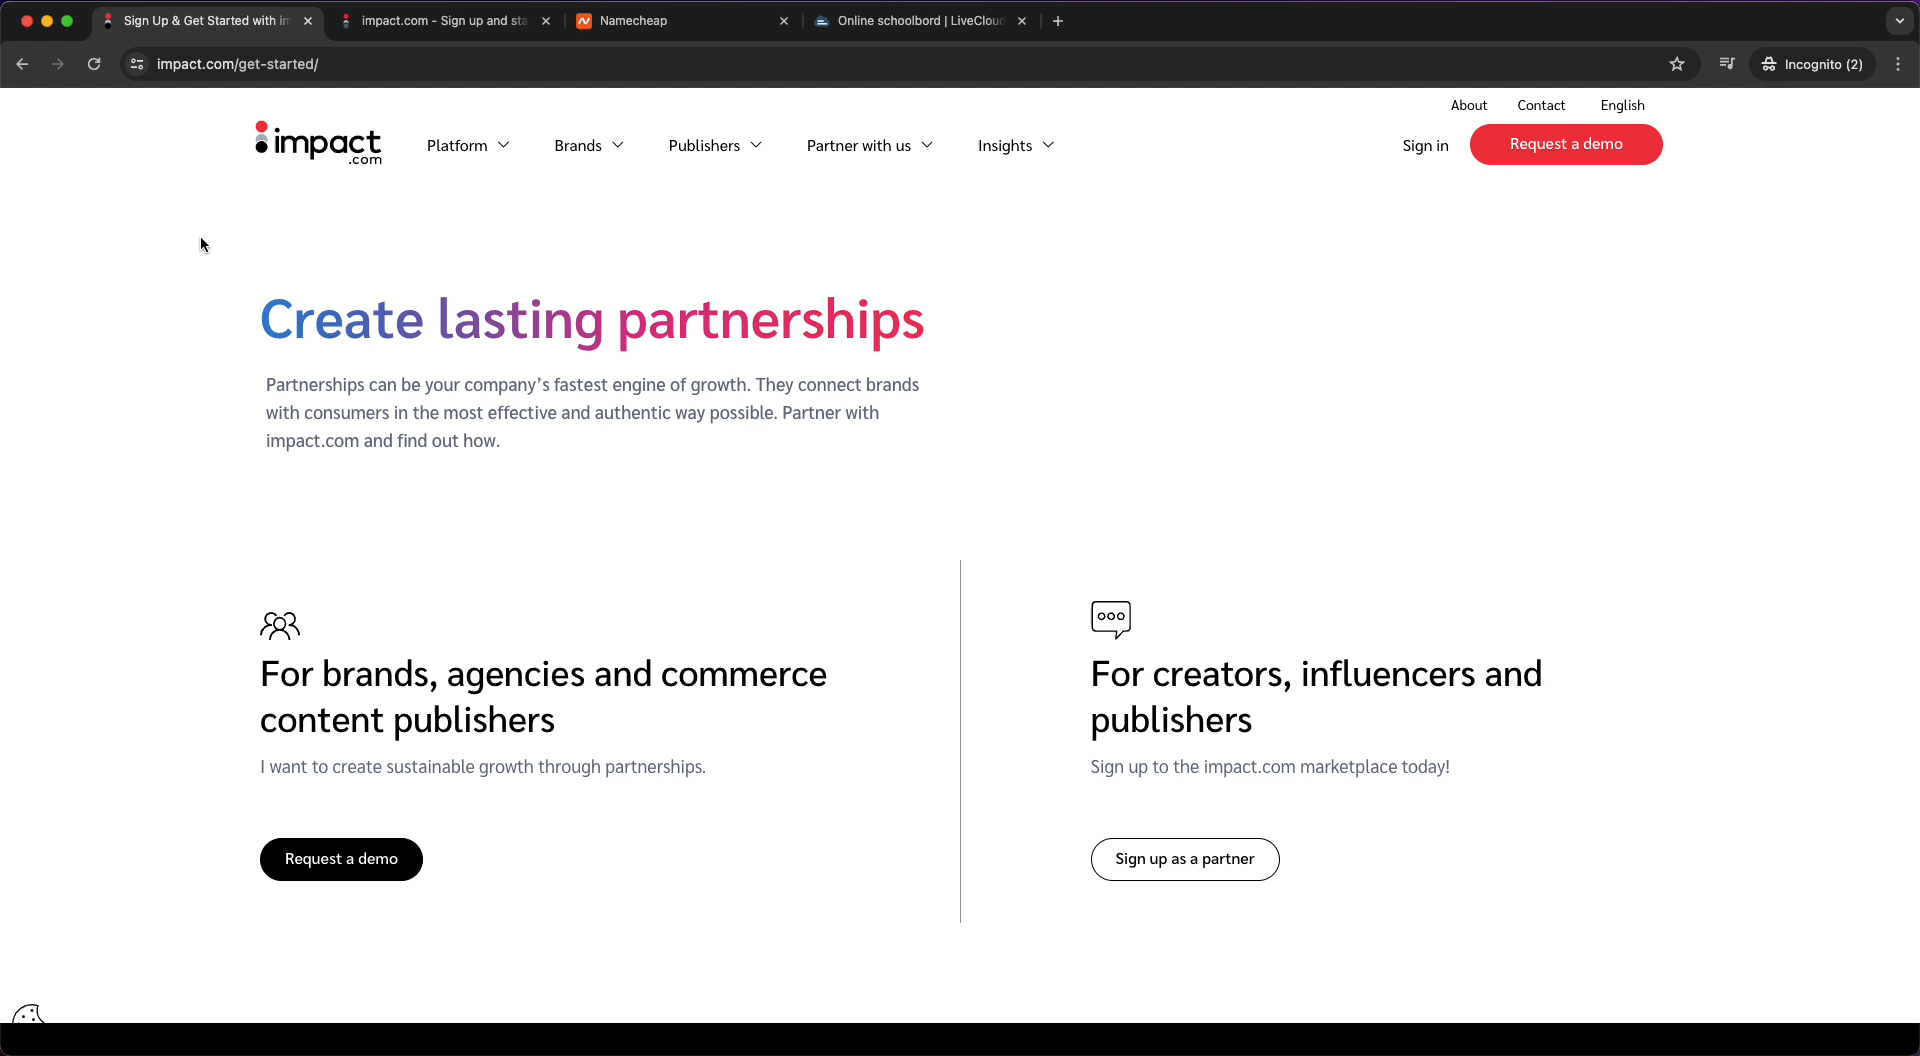 Sign Up & Get Started with im
impact.com - Sign up and sta
Namecheap
Online schoolbord | LiveCloud
impact.com/get-started/
Incognito (2)
About
Contact
English
impact
.com
Platform
Brands
Publishers
Partner with us
Insights
Sign in
Request a demo
Create lasting partnerships
Partnerships can be your company’s fastest engine of growth. They connect brands
with consumers in the most effective and authentic way possible. Partner with
impact.com and find out how.
For brands, agencies and commerce
content publishers
I want to create sustainable growth through partnerships.
Request a demo
For creators, influencers and
publishers
Sign up to the impact.com marketplace today!
Sign up as a partner